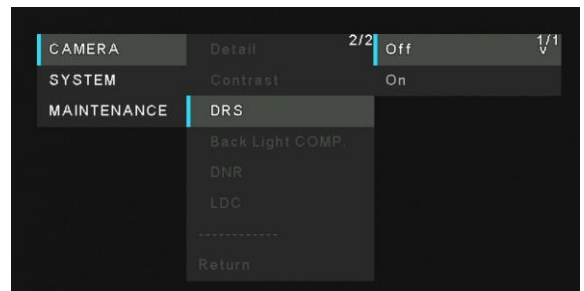 CAMERA
SYSTEM
MAINTENANCE
2/2
Detail
Contrast
DRS
Back Light COMP.
DNR
LDC
------------
Return
1/1
v
Off
On